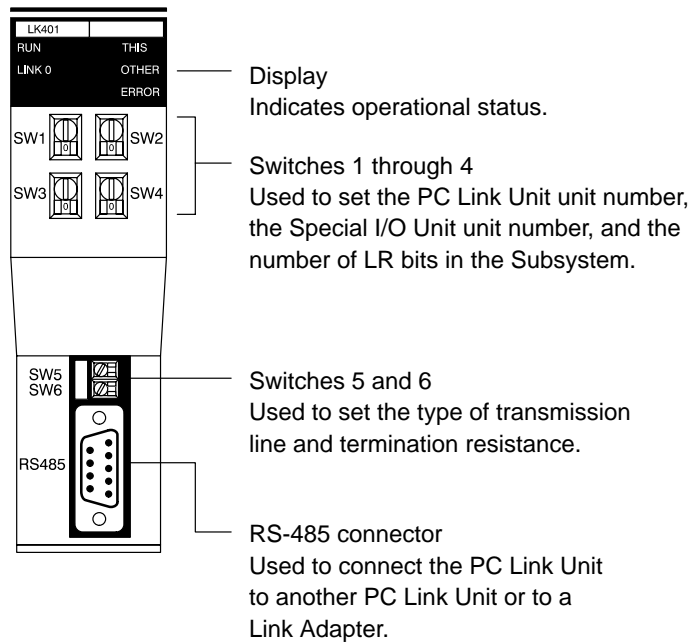 LK401
RUN THIS
LINK 0 OTHER
ERROR
Display
Indicates operational status.
SW1 0 0 SW2
SW3 0 0 SW4
Switches 1 through 4
Used to set the PC Link Unit unit number,
the Special I/O Unit unit number, and the
number of LR bits in the Subsystem.
SW5
SW6
Switches 5 and 6
Used to set the type of transmission
line and termination resistance.
RS485
RS-485 connector
Used to connect the PC Link Unit
to another PC Link Unit or to a
Link Adapter.